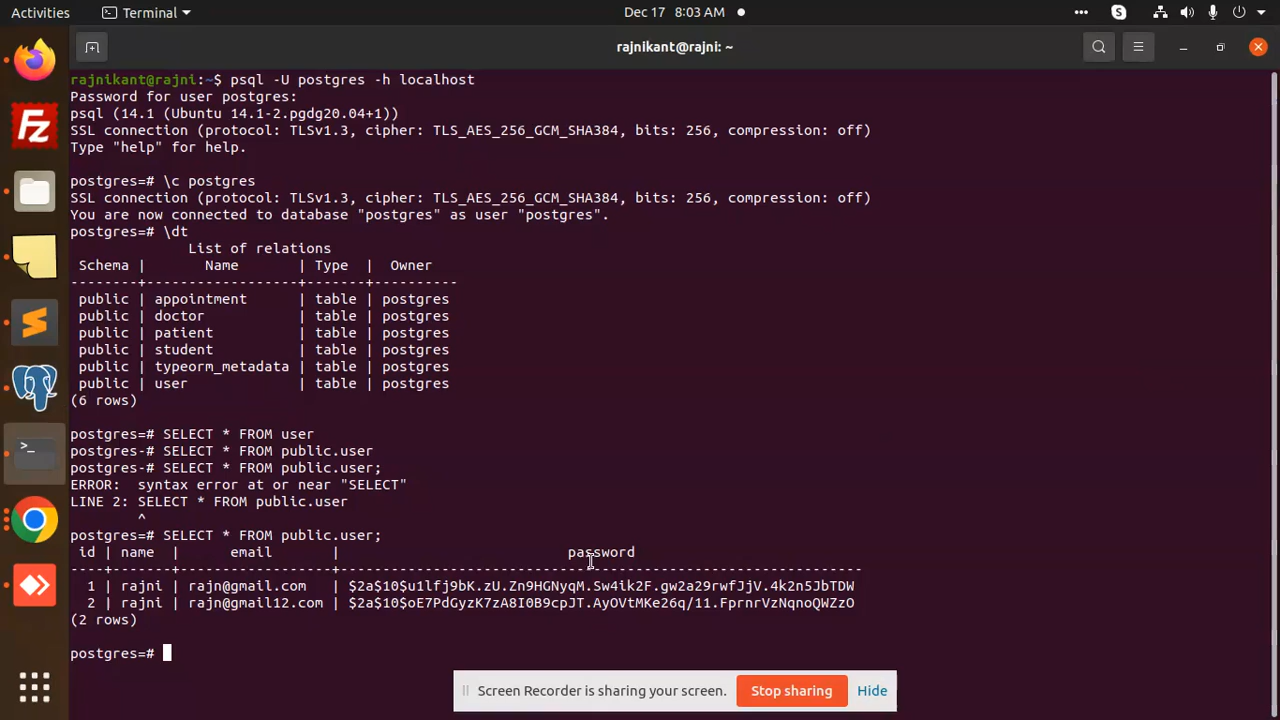 Activities
Terminal
Dec 17 8:03 AM
rajnikant@rajni: ~
rajnikant@rajni:~$ psql -U postgres -h localhost
Password for user postgres:
psql (14.1 (Ubuntu 14.1-2.pgdg20.04+1))
SSL connection (protocol: TLSv1.3, cipher: TLS_AES_256_GCM_SHA384, bits: 256, compression: off)
Type "help" for help.
postgres=# \c postgres
SSL connection (protocol: TLSv1.3, cipher: TLS_AES_256_GCM_SHA384, bits: 256, compression: off)
You are now connected to database "postgres" as user "postgres".
postgres=# \dt
List of relations
Schema | Name | Type | Owner
--------+------------------+-------+----------
public | appointment | table | postgres
public | doctor | table | postgres
public | patient | table | postgres
public | student | table | postgres
public | typeorm_metadata | table | postgres
public | user | table | postgres
(6 rows)
postgres=# SELECT * FROM user
postgres-# SELECT * FROM public.user
postgres-# SELECT * FROM public.user;
ERROR: syntax error at or near "SELECT"
LINE 2: SELECT * FROM public.user
^
postgres=# SELECT * FROM public.user;
id | name | email | password
----+-------+------------------+--------------------------------------------------------------
1 | rajni | rajn@gmail.com | $2a$10$u1lfj9bK.zU.Zn9HGNyqM.Sw4ik2F.gw2a29rwfJjV.4k2n5JbTDW
2 | rajni | rajn@gmail12.com | $2a$10$oE7PdGyzK7zA8I0B9cpJT.AyOVtMKe26q/11.FprnrVzNqnoQWZzO
(2 rows)
postgres=#
Screen Recorder is sharing your screen.
Stop sharing
Hide